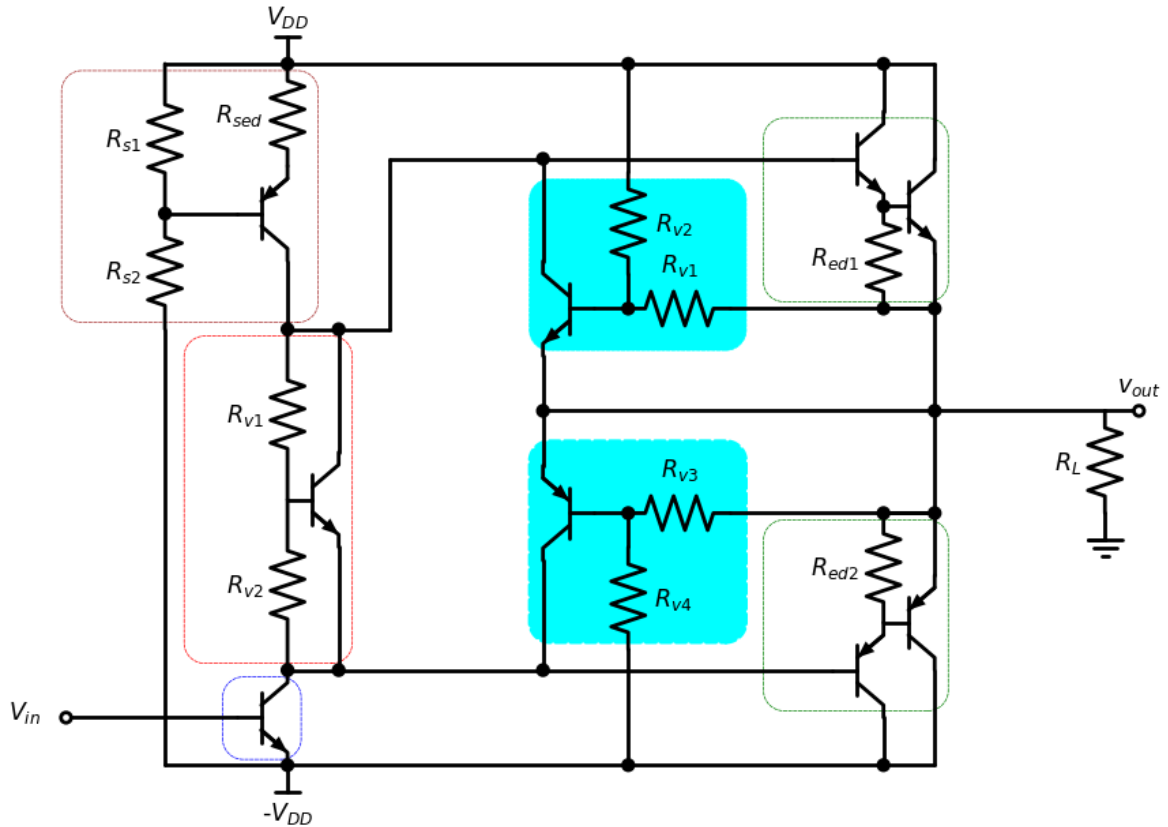 V_DD
R_sed
R_s1
R_s2
R_v2
R_v1
R_ed1
R_v1
R_v2
v_out
R_L
R_v3
R_v4
R_ed2
V_in
-V_DD